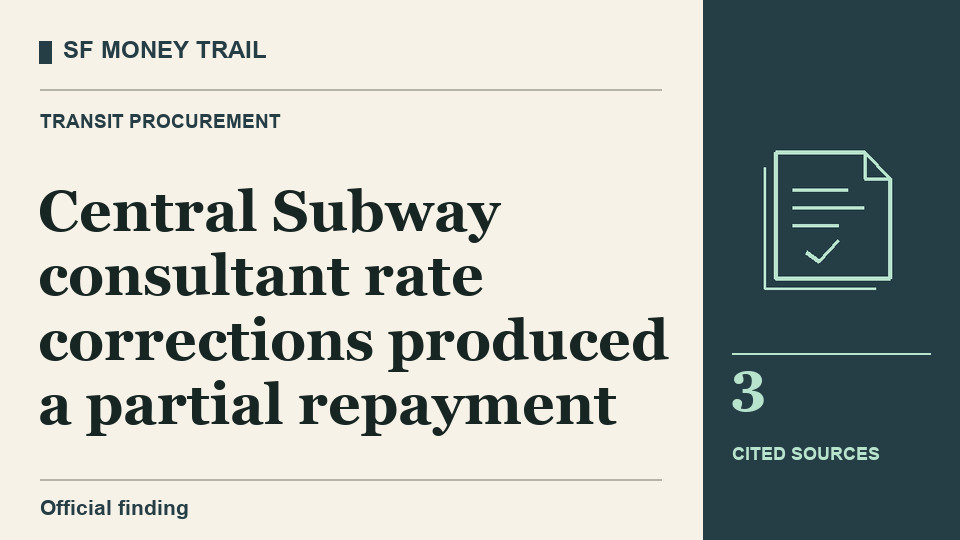 SF MONEY TRAIL
TRANSIT PROCUREMENT
Central Subway
consultant rate
corrections produced
a partial repayment
Official finding
3
CITED SOURCES